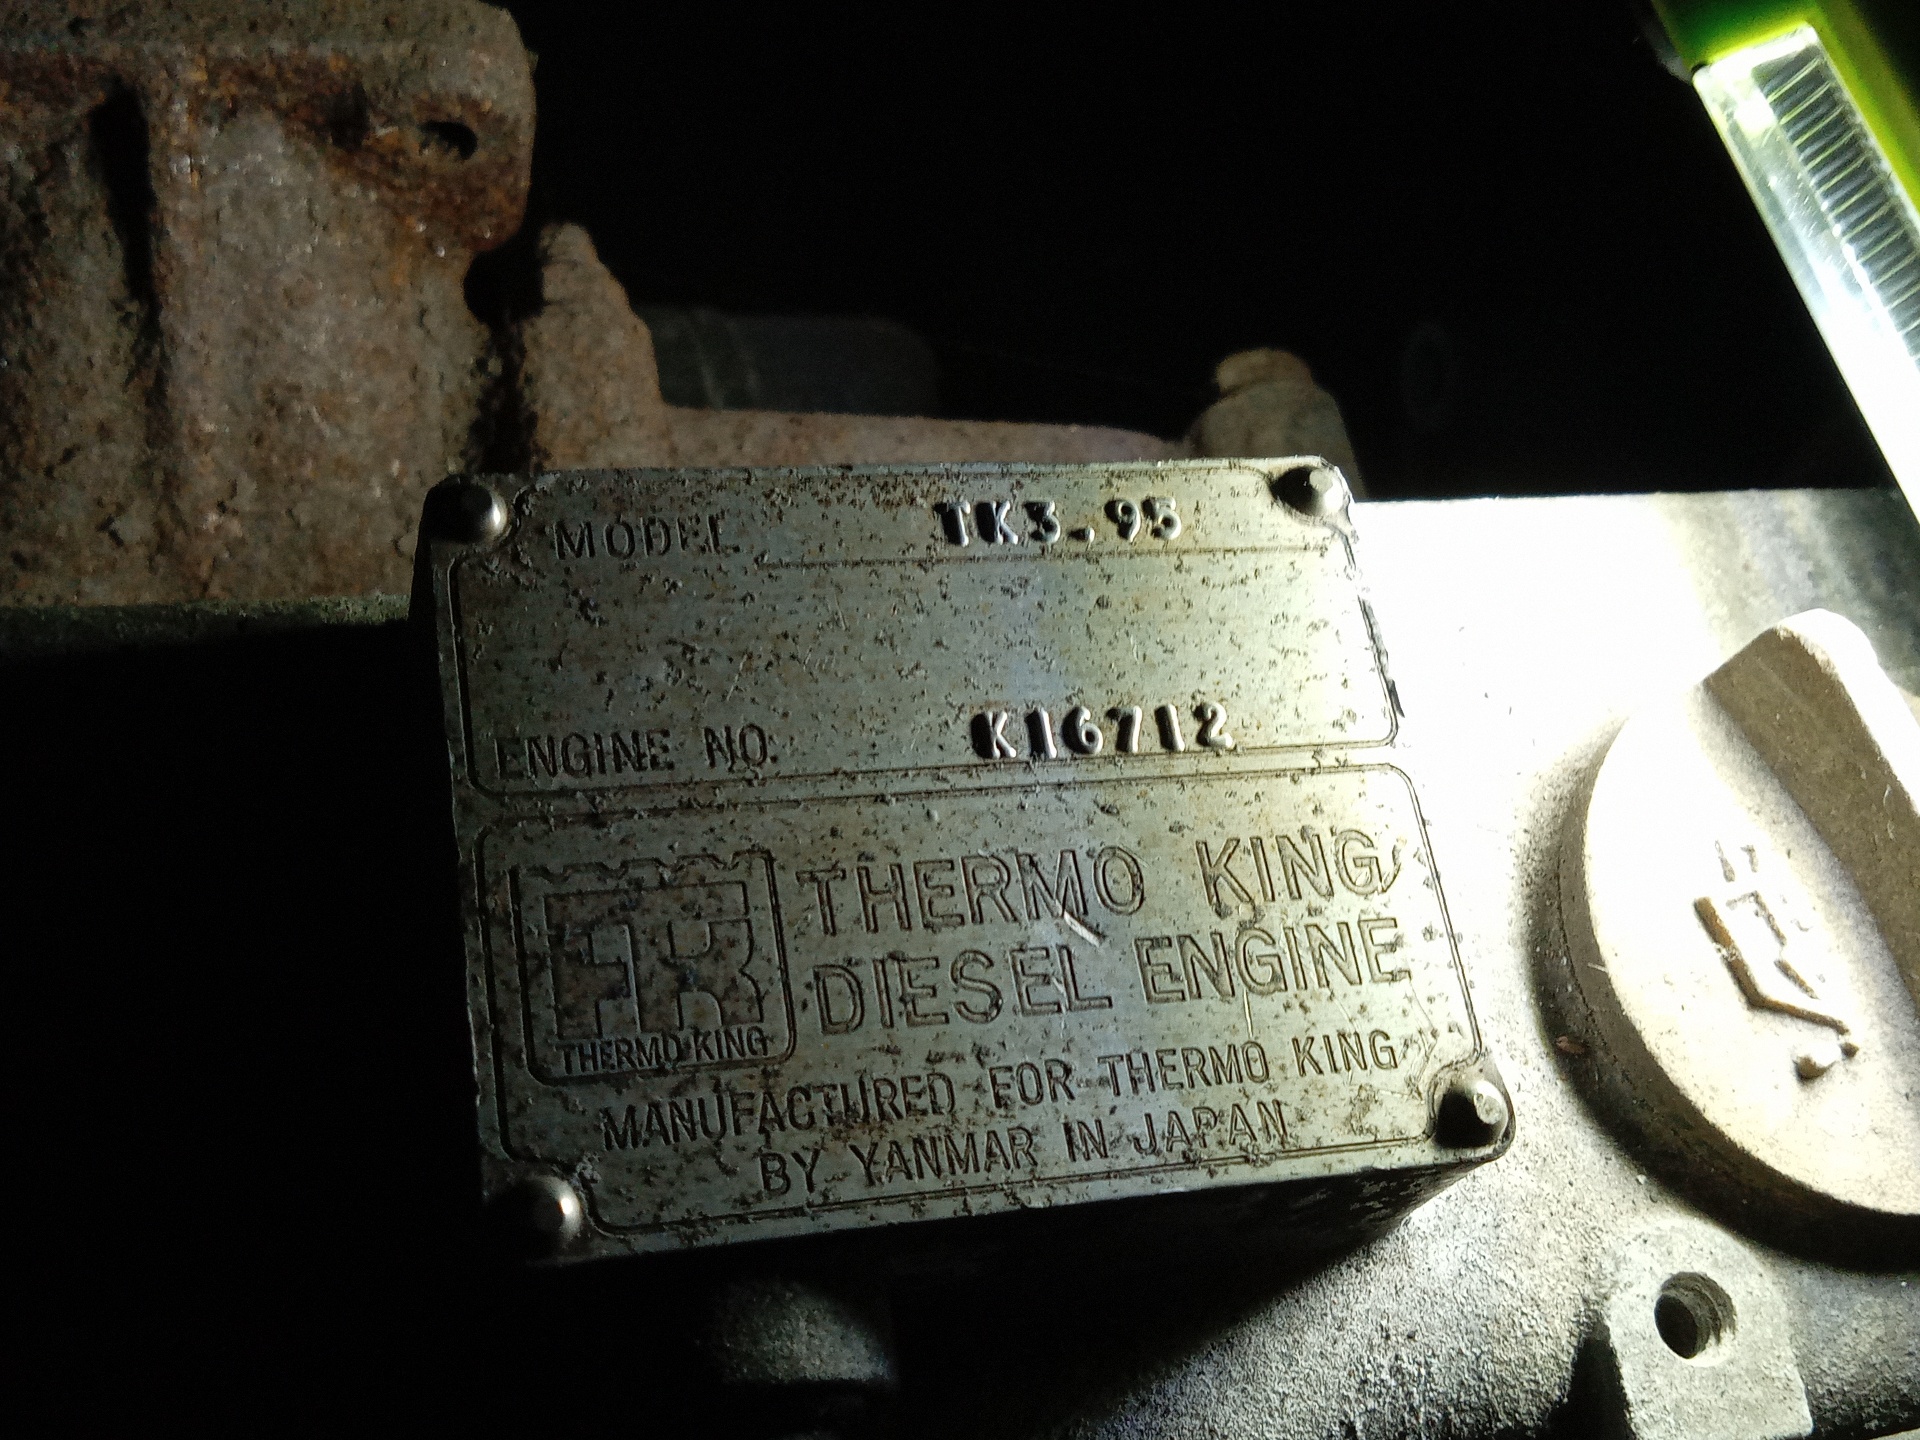 MODEL TK3.95
ENGINE NO. K16712
THERMO KING
THERMO KING
DIESEL ENGINE
MANUFACTURED FOR THERMO KING
BY YANMAR IN JAPAN